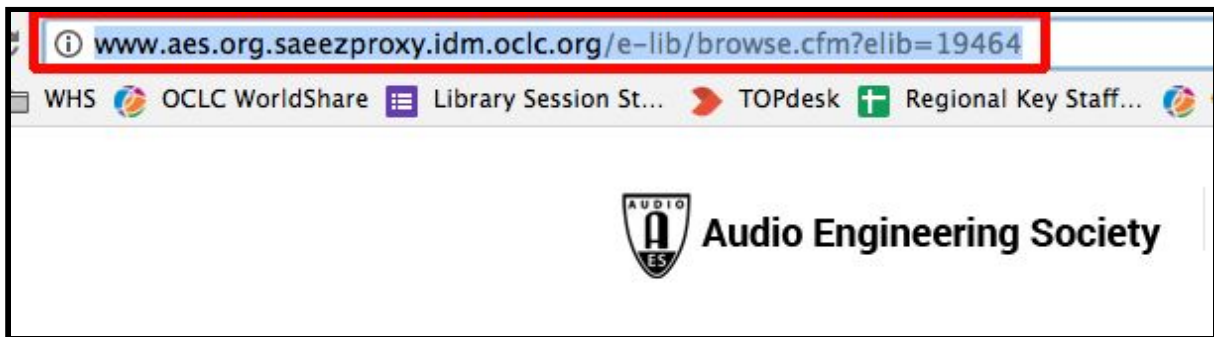 www.aes.org.saeezproxy.idm.oclc.org/e-lib/browse.cfm?elib=19464
WHS OCLC WorldShare Library Session St... TOPdesk Regional Key Staff...
AUDIO
A
ES
Audio Engineering Society